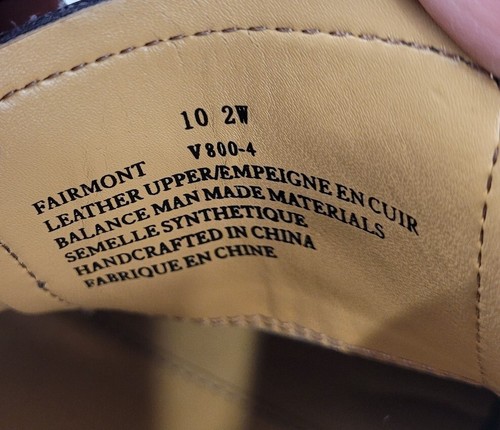 10 2W
V800-4
FAIRMONT
LEATHER UPPER/EMPEIGNE EN CUIR
BALANCE MAN MADE MATERIALS
SEMELLE SYNTHETIQUE
HANDCRAFTED IN CHINA
FABRIQUE EN CHINE